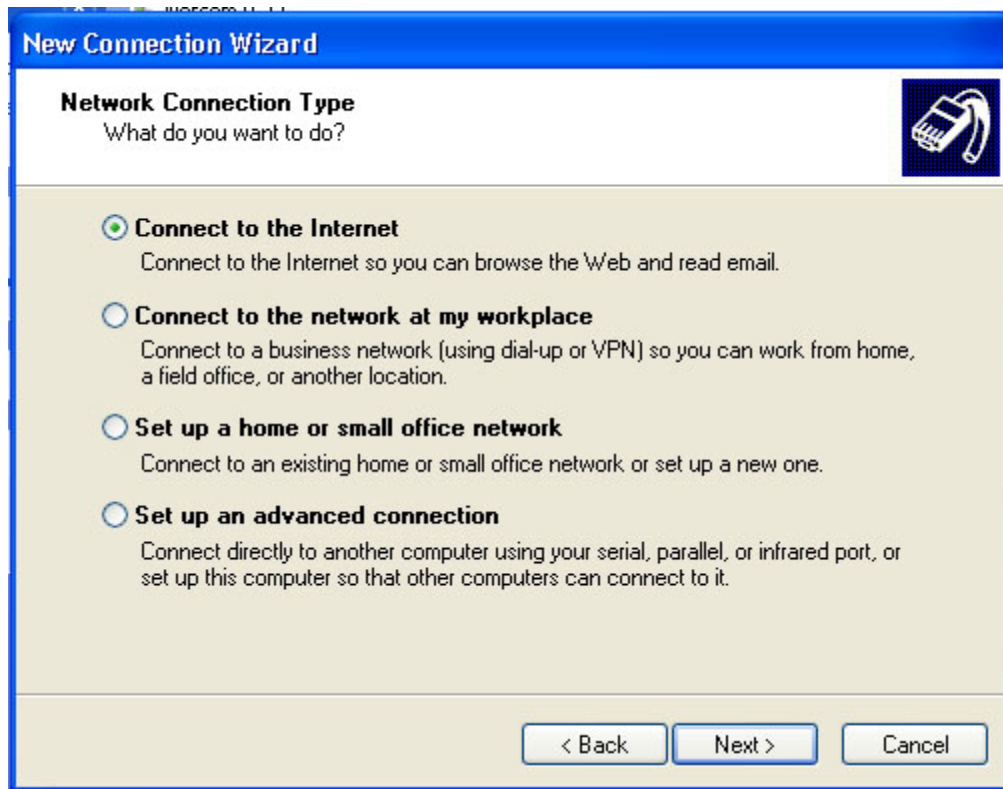 New Connection Wizard
Network Connection Type
What do you want to do?
Connect to the Internet
Connect to the Internet so you can browse the Web and read email.
Connect to the network at my workplace
Connect to a business network (using dial-up or VPN) so you can work from home,
a field office, or another location.
Set up a home or small office network
Connect to an existing home or small office network or set up a new one.
Set up an advanced connection
Connect directly to another computer using your serial, parallel, or infrared port, or
set up this computer so that other computers can connect to it.
< Back
Next >
Cancel